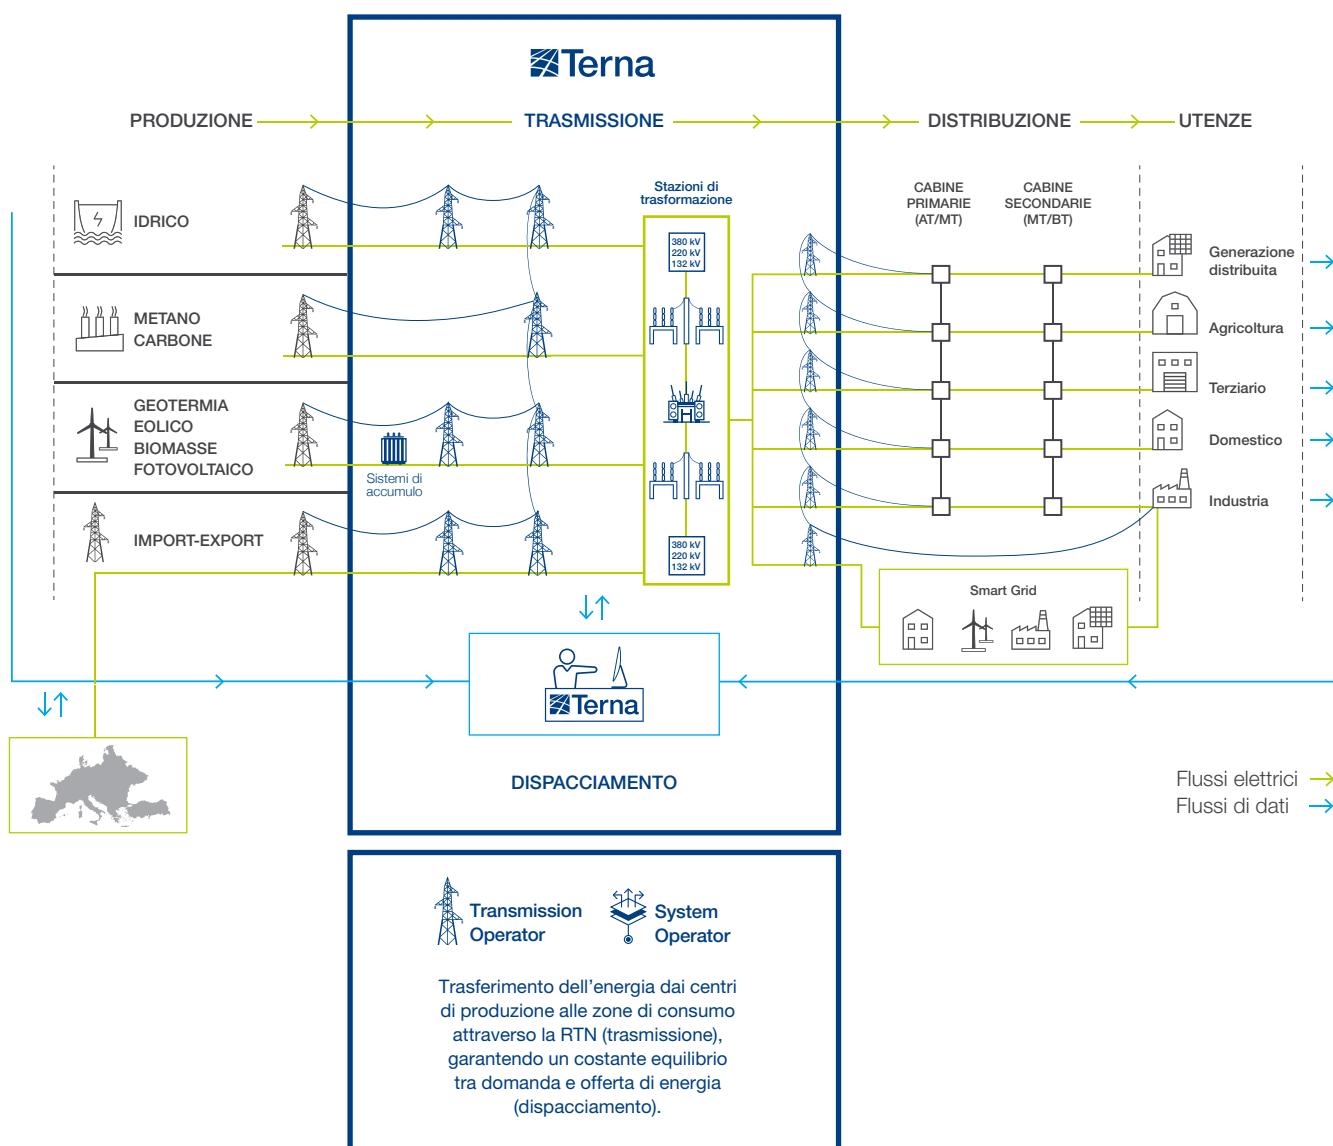 Terna
PRODUZIONE
TRASMISSIONE
DISTRIBUZIONE
UTENZE
IDRICO
METANO
CARBONE
GEOTERMIA
EOLICO
BIOMASSE
FOTOVOLTAICO
IMPORT-EXPORT
Sistemi di
accumulo
Stazioni di
trasformazione
380 kV
220 kV
132 kV
380 kV
220 kV
132 kV
CABINE
PRIMARIE
(AT/MT)
CABINE
SECONDARIE
(MT/BT)
Generazione
distribuita
Agricoltura
Terziario
Domestico
Industria
Smart Grid
Terna
DISPACCIAMENTO
Flussi elettrici
Flussi di dati
Transmission
Operator
System
Operator
Trasferimento dell’energia dai centri
di produzione alle zone di consumo
attraverso la RTN (trasmissione),
garantendo un costante equilibrio
tra domanda e offerta di energia
(dispacciamento).